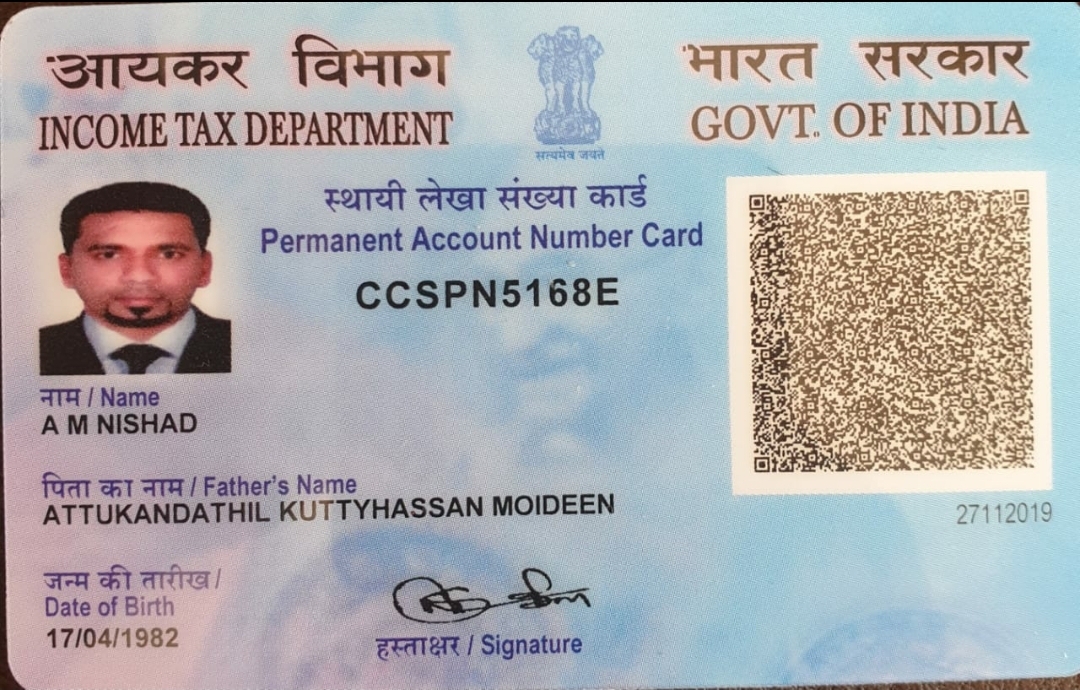 आयकर विभाग
INCOME TAX DEPARTMENT
सत्यमेव जयते
भारत सरकार
GOVT. OF INDIA
स्थायी लेखा संख्या कार्ड
Permanent Account Number Card
CCSPN5168E
नाम / Name
A M NISHAD
पिता का नाम / Father's Name
ATTUKANDATHIL KUTTYHASSAN MOIDEEN
27112019
जन्म की तारीख/
Date of Birth
17/04/1982
हस्ताक्षर / Signature